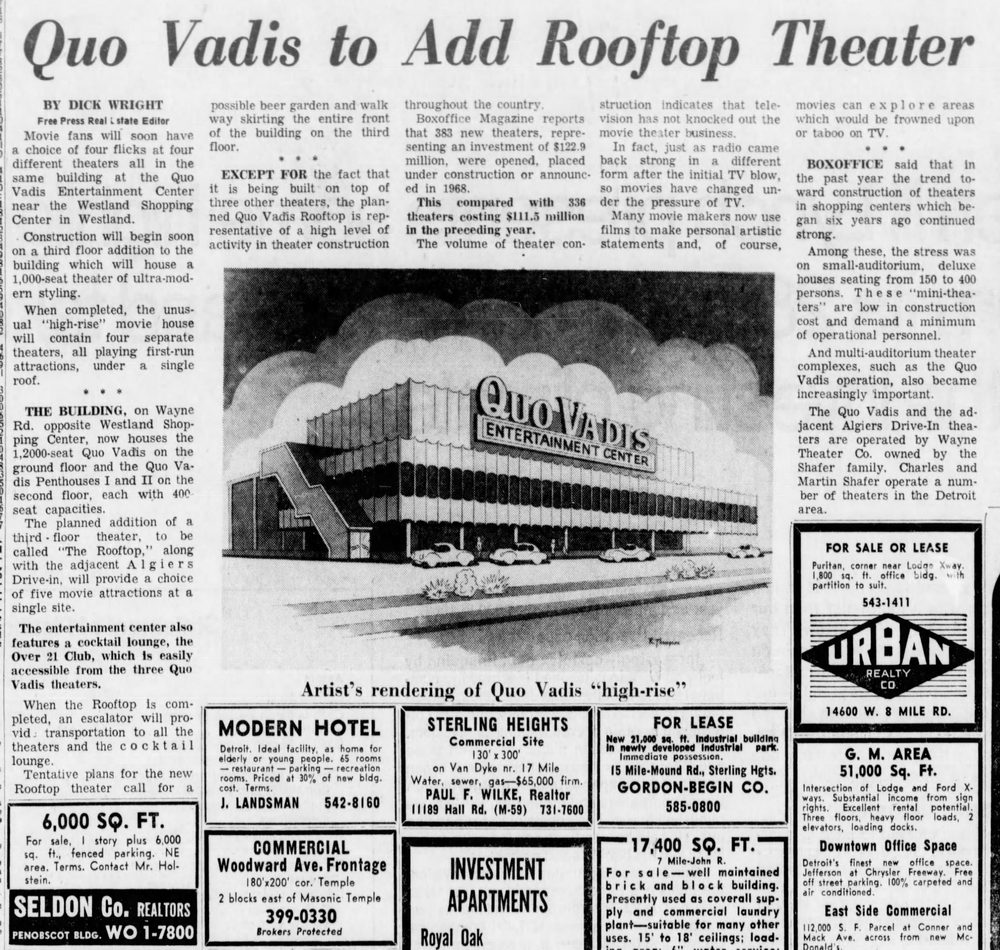 Quo Vadis to Add Rooftop Theater
BY DICK WRIGHT
Free Press Real Estate Editor
Movie fans will soon have
a choice of four flicks at four
different theaters all in the
same building at the Quo
Vadis Entertainment Center
near the Westland Shopping
Center in Westland.
Construction will begin soon
on a third floor addition to the
building which will house a
1,000-seat theater of ultra-mod-
ern styling.
When completed, the unus-
ual "high-rise" movie house
will contain four separate
theaters, all playing first-run
attractions, under a single
roof.
* * *
THE BUILDING, on Wayne
Rd. opposite Westland Shop-
ping Center, now houses the
1,2000-seat Quo Vadis on the
ground floor and the Quo Va-
dis Penthouses I and II on the
second floor, each with 400-
seat capacities.
The planned addition of a
third-floor theater, to be
called "The Rooftop," along
with the adjacent Algiers
Drive-in, will provide a choice
of five movie attractions at a
single site.
The entertainment center also
features a cocktail lounge, the
Over 21 Club, which is easily
accessible from the three Quo
Vadis theaters.
When the Rooftop is com-
pleted, an escalator will pro-
vid. transportation to all the
theaters and the cocktail
lounge.
Tentative plans for the new
Rooftop theater call for a
possible beer garden and walk
way skirting the entire front
of the building on the third
floor.
* * *
EXCEPT FOR the fact that
it is being built on top of
three other theaters, the plan-
ned Quo Vadis Rooftop is rep-
resentative of a high level of
activity in theater construction
throughout the country.
Boxoffice Magazine reports
that 383 new theaters, repre-
senting an investment of $122.9
million, were opened, placed
under construction or announc-
ed in 1968.
This compared with 336
theaters costing $111.5 million
in the preceding year.
The volume of theater con-
struction indicates that tele-
vision has not knocked out the
movie theater business.
In fact, just as radio came
back strong in a different
form after the initial TV blow,
so movies have changed un-
der the pressure of TV.
Many movie makers now use
films to make personal artistic
statements and, of course,
movies can explore areas
which would be frowned upon
or taboo on TV.
* * *
BOXOFFICE said that in
the past year the trend to-
ward construction of theaters
in shopping centers which be-
gan six years ago continued
strong.
Among these, the stress was
on small-auditorium, deluxe
houses seating from 150 to 400
persons. These "mini-thea-
ters" are low in construction
cost and demand a minimum
of operational personnel.
And multi-auditorium theater
complexes, such as the Quo
Vadis operation, also became
increasingly important.
The Quo Vadis and the ad-
jacent Algiers Drive-In thea-
ters are operated by Wayne
Theater Co. owned by the
Shafer family. Charles and
Martin Shafer operate a num-
ber of theaters in the Detroit
area.
QUO VADIS
ENTERTAINMENT CENTER
Artist's rendering of Quo Vadis "high-rise"
6,000 SQ. FT.
For sale, 1 story plus 6,000
sq. ft., fenced parking. NE
area. Terms. Contact Mr. Hol-
stein.
SELDON Co. REALTORS
PENOBSCOT BLDG. WO 1-7800
MODERN HOTEL
Detroit. Ideal facility, as home for
elderly or young people. 65 rooms
— restaurant — parking — recreation
rooms. Priced at 30% of new bldg.
cost. Terms.
J. LANDSMAN 542-8160
COMMERCIAL
Woodward Ave. Frontage
180'x200' cor. Temple
2 blocks east of Masonic Temple
399-0330
Brokers Protected
STERLING HEIGHTS
Commercial Site
130' x 300'
on Van Dyke nr. 17 Mile
Water, sewer, gas—$65,000 firm.
PAUL F. WILKE, Realtor
11189 Hall Rd. (M-59) 731-7600
INVESTMENT
APARTMENTS
Royal Oak
FOR LEASE
New 21,000 sq. ft. industrial building
in newly developed industrial park.
Immediate possession.
15 Mile-Mound Rd., Sterling Hgts.
GORDON-BEGIN CO.
585-0800
17,400 SQ. FT.
7 Mile-John R.
For sale—well maintained
brick and block building.
Presently used as coverall sup-
ply and commercial laundry
plant—suitable for many other
uses. 15' to 18' ceilings; load-
FOR SALE OR LEASE
Puritan, corner near Lodge Xway.
1,800 sq. ft. office bldg. with
partition to suit.
543-1411
URBAN
REALTY
CO.
14600 W. 8 MILE RD.
G. M. AREA
51,000 Sq. Ft.
Intersection of Lodge and Ford X-
ways. Substantial income from sign
rights. Excellent rental potential.
Three floors, heavy floor loads, 2
elevators, loading docks.
Downtown Office Space
Detroit's finest new office space.
Jefferson at Chrysler Freeway. Free
off street parking. 100% carpeted and
air conditioned.
East Side Commercial
112,000 S. F. Parcel at Conner and
Mack Ave. across from new Mc-
Donald's.